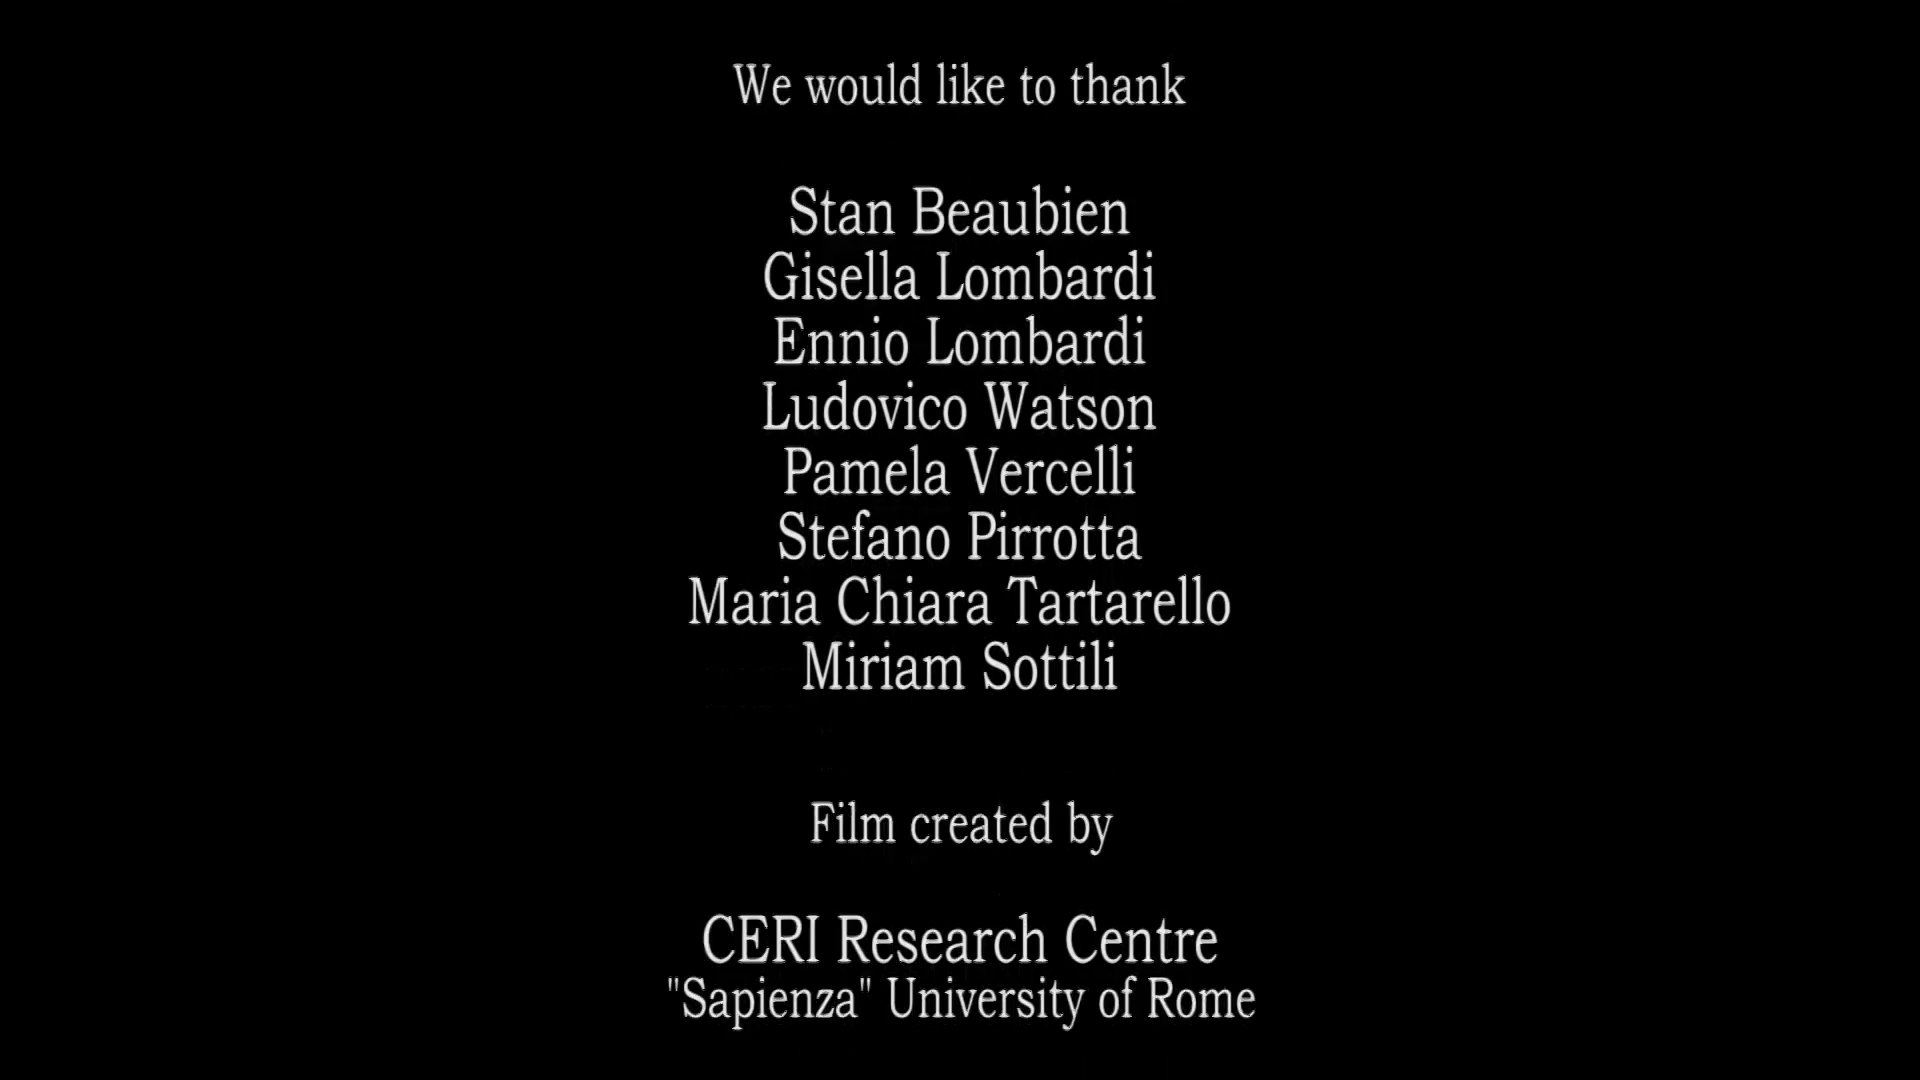 We would like to thank
Stan Beaubien
Gisella Lombardi
Ennio Lombardi
Ludovico Watson
Pamela Vercelli
Stefano Pirrotta
Maria Chiara Tartarello
Miriam Sottili
Film created by
CERI Research Centre
"Sapienza" University of Rome